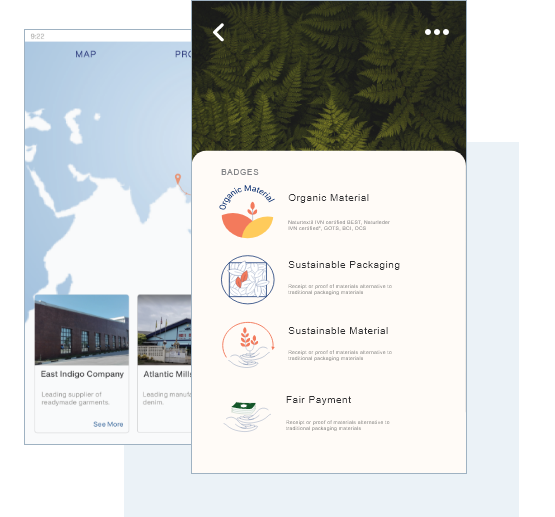 9:22
MAP
PRO
East Indigo Company
Leading supplier of
readymade garments.
See More
Atlantic Mills
Leading manufa
denim.
BADGES
Organic Material
Organic Material
IVN certified BEST,
IVN certified*, GOTS, BCI, OCS
Sustainable Packaging
Receipt or proof of materials alternative to
traditional packaging materials
Sustainable Material
Receipt or proof of materials alternative to
traditional packaging materials
Fair Payment
Receipt or proof of materials alternative to
traditional packaging materials